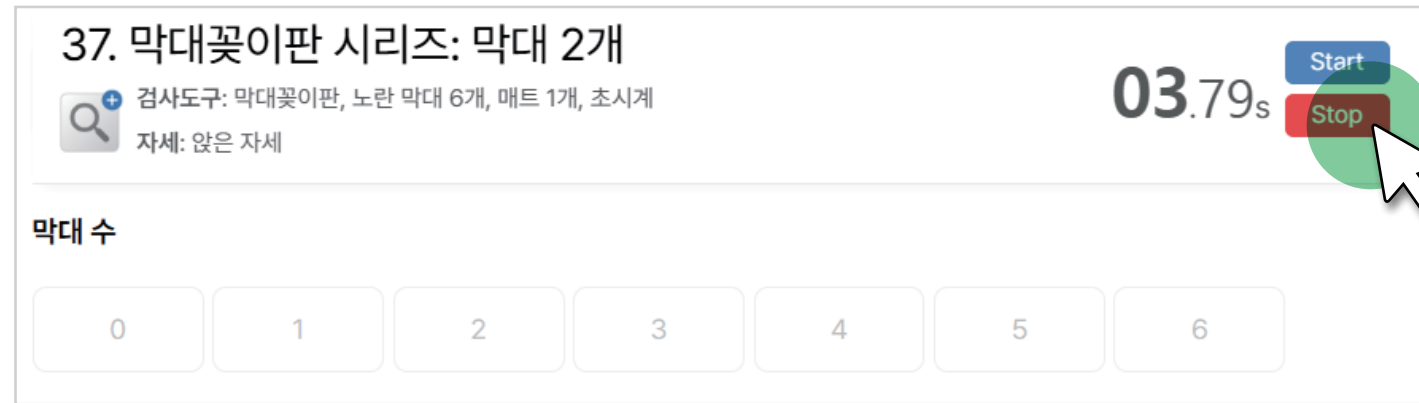 37. 막대꽂이판 시리즈: 막대 2개
검사도구: 막대꽂이판, 노란 막대 6개, 매트 1개, 초시계
자세: 앉은 자세
03.79s
Start
Stop
막대 수
0 1 2 3 4 5 6